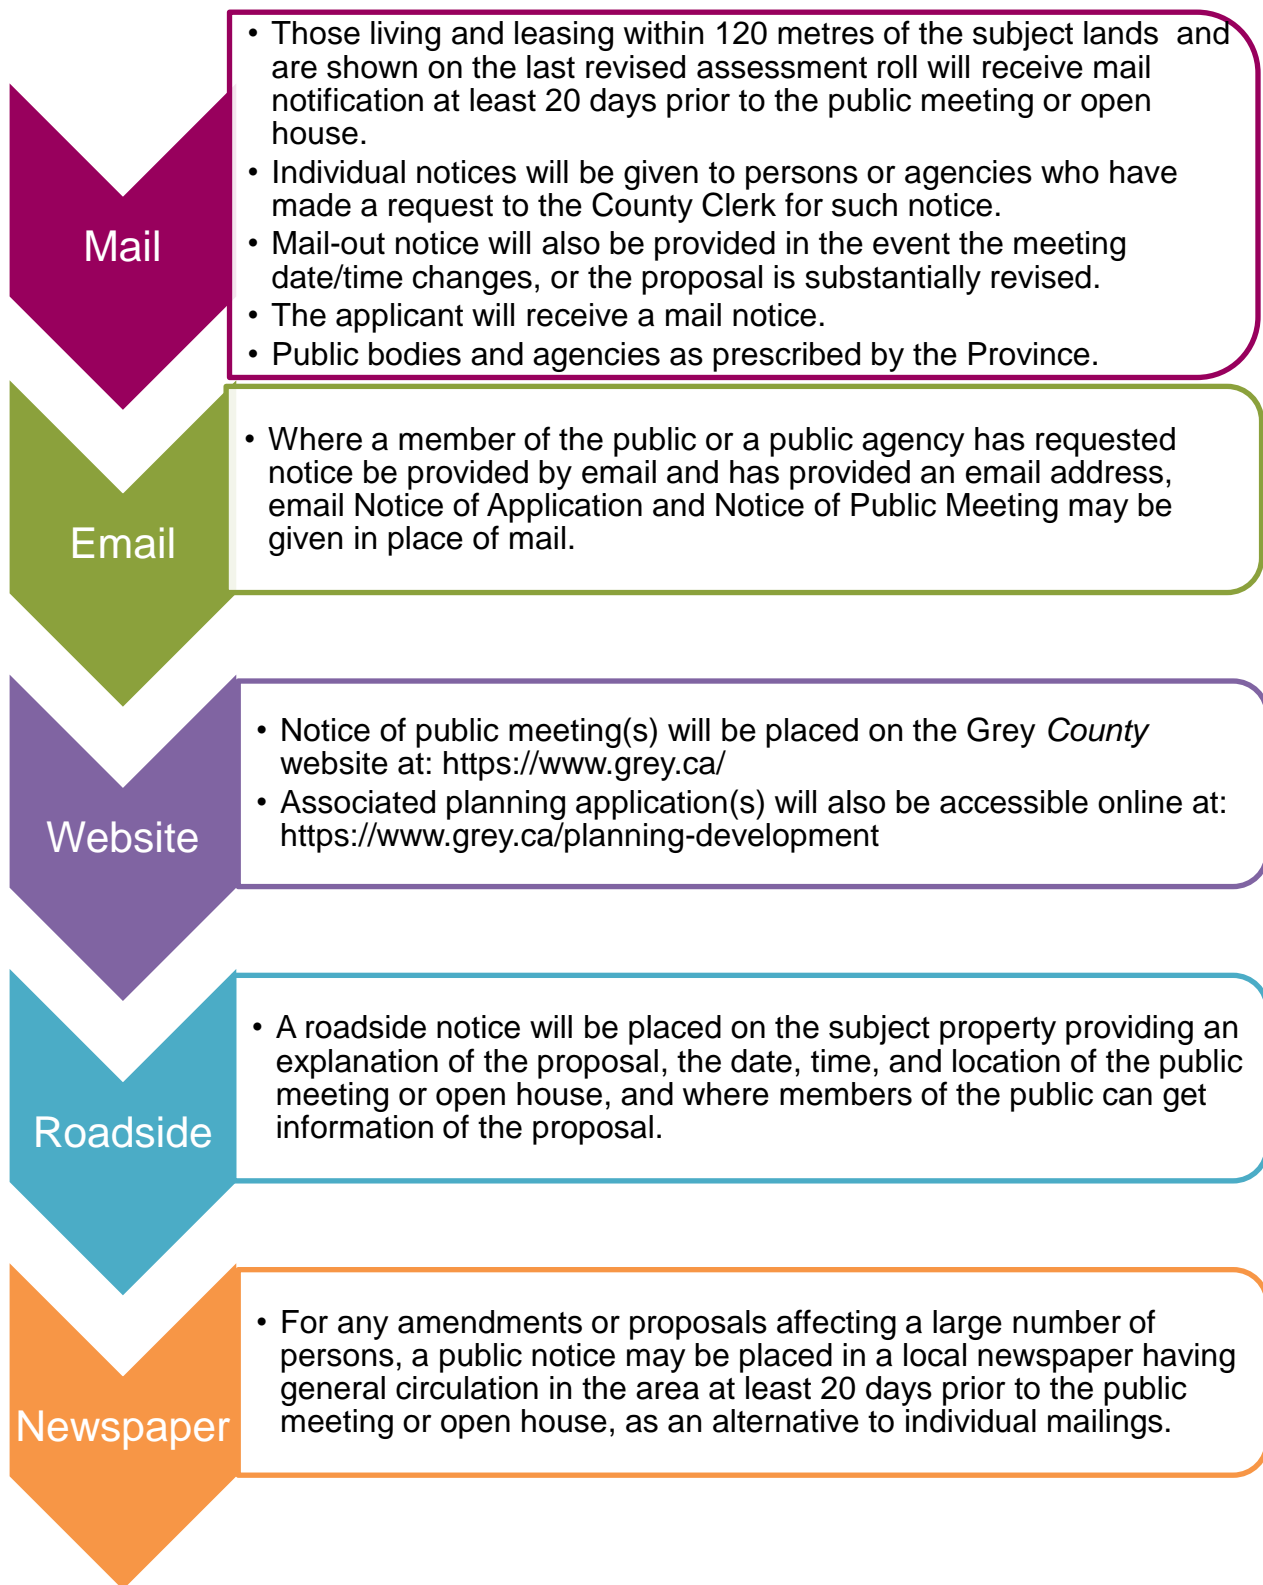 • Those living and leasing within 120 metres of the subject lands  and
are shown on the last revised assessment roll will receive mail
notification at least 20 days prior to the public meeting or open
house.
• Individual notices will be given to persons or agencies who have
made a request to the County Clerk for such notice.
Mail
• Mail-out notice will also be provided in the event the meeting
date/time changes, or the proposal is substantially revised.
• The applicant will receive a mail notice.
• Public bodies and agencies as prescribed by the Province.
Email
• Where a member of the public or a public agency has requested
notice be provided by email and has provided an email address,
email Notice of Application and Notice of Public Meeting may be
given in place of mail.
Website
• Notice of public meeting(s) will be placed on the Grey County
website at: https://www.grey.ca/
• Associated planning application(s) will also be accessible online at:
https://www.grey.ca/planning-development
Roadside
• A roadside notice will be placed on the subject property providing an
explanation of the proposal, the date, time, and location of the public
meeting or open house, and where members of the public can get
information of the proposal.
Newspaper
• For any amendments or proposals affecting a large number of
persons, a public notice may be placed in a local newspaper having
general circulation in the area at least 20 days prior to the public
meeting or open house, as an alternative to individual mailings.